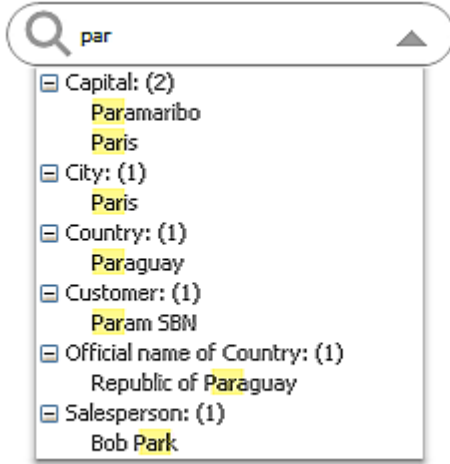 par
Capital: (2)
Paramaribo
Paris
City: (1)
Paris
Country: (1)
Paraguay
Customer: (1)
Param SBN
Official name of Country: (1)
Republic of Paraguay
Salesperson: (1)
Bob Park